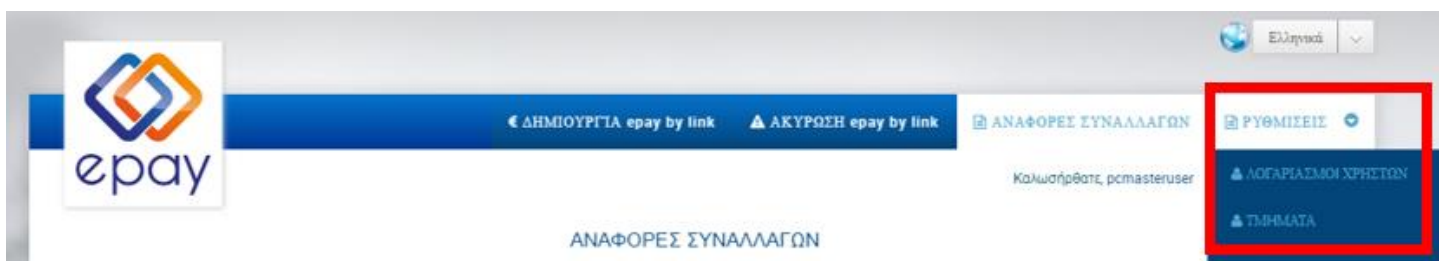 Ελληνικά
€ ΔΗΜΙΟΥΡΓΙΑ epay by link ΑΚΥΡΩΣΗ epay by link ΑΝΑΦΟΡΕΣ ΣΥΝΑΛΛΑΓΩΝ ΡΥΘΜΙΣΕΙΣ
epay
Καλωσήρθατε, pcmasteruser
ΛΟΓΑΡΙΑΣΜΟΙ ΧΡΗΣΤΩΝ
ΤΜΗΜΑΤΑ
ΑΝΑΦΟΡΕΣ ΣΥΝΑΛΛΑΓΩΝ